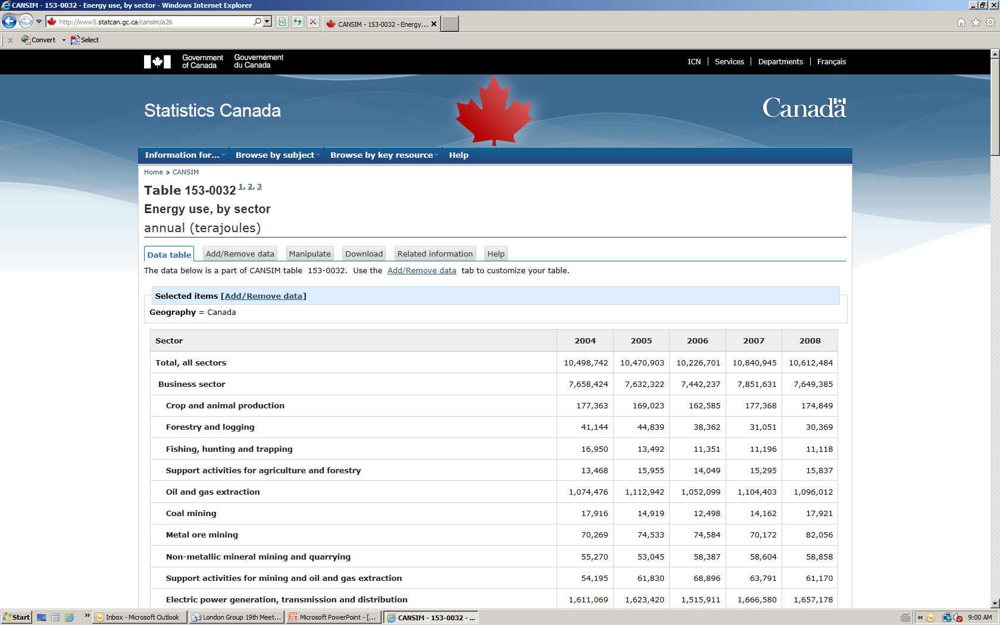 CANSIM - 153-0032 - Energy use, by sector - Windows Internet Explorer
http://www5.statcan.gc.ca/cansim/a26
CANSIM - 153-0032 - Energy...
x Convert Select
Government of Canada
Gouvernement du Canada
ICN Services Departments Français
Statistics Canada
Canada
Information for... Browse by subject Browse by key resource Help
Home » CANSIM
Table 153-0032 1, 2, 3
Energy use, by sector
annual (terajoules)
Data table Add/Remove data Manipulate Download Related information Help
The data below is a part of CANSIM table 153-0032. Use the Add/Remove data tab to customize your table.
Selected items [Add/Remove data]
Geography = Canada
Sector 2004 2005 2006 2007 2008
Total, all sectors 10,498,742 10,470,903 10,226,701 10,840,945 10,612,484
Business sector 7,658,424 7,632,322 7,442,237 7,851,631 7,649,385
Crop and animal production 177,363 169,023 162,585 177,368 174,849
Forestry and logging 41,144 44,839 38,362 31,051 30,369
Fishing, hunting and trapping 16,950 13,492 11,351 11,196 11,118
Support activities for agriculture and forestry 13,468 15,955 14,049 15,295 15,837
Oil and gas extraction 1,074,476 1,112,942 1,052,099 1,104,403 1,096,012
Coal mining 17,916 14,919 12,498 14,162 17,921
Metal ore mining 70,269 74,533 74,584 70,172 82,056
Non-metallic mineral mining and quarrying 55,270 53,045 58,387 58,604 58,858
Support activities for mining and oil and gas extraction 54,195 61,830 68,896 63,791 61,170
Electric power generation, transmission and distribution 1,611,069 1,623,420 1,515,911 1,666,580 1,657,178
Start » Inbox - Microsoft Outlook London Group 19th Meet... Microsoft PowerPoint - [... CANSIM - 153-0032 - ... « 9:00 AM